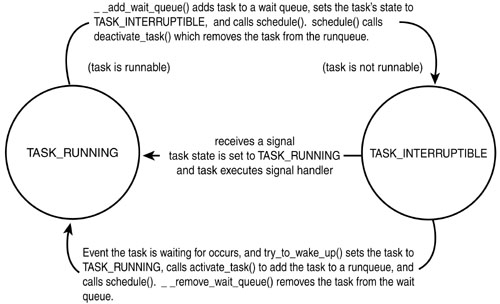 _ _add_wait_queue() adds task to a wait queue, sets the task's state to
TASK_INTERRUPTIBLE, and calls schedule(). schedule() calls
deactivate_task() which removes the task from the runqueue.
(task is runnable)
(task is not runnable)
TASK_RUNNING
receives a signal
task state is set to TASK_RUNNING
and task executes signal handler
TASK_INTERRUPTIBLE
Event the task is waiting for occurs, and try_to_wake_up() sets the task to
TASK_RUNNING, calls activate_task() to add the task to a runqueue, and
calls schedule(). _ _remove_wait_queue() removes the task from the wait
queue.